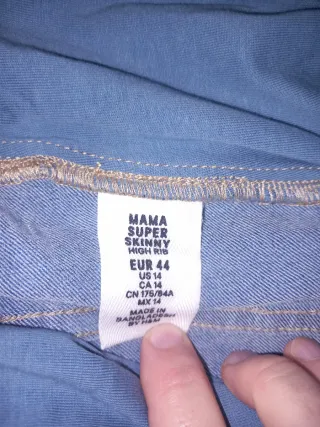 MAMA
SUPER
SKINNY
HIGH RIB
EUR 44
US 14
CA 14
CN 175/84A
MX 14
MADE IN
BANGLADESH
BY H&M